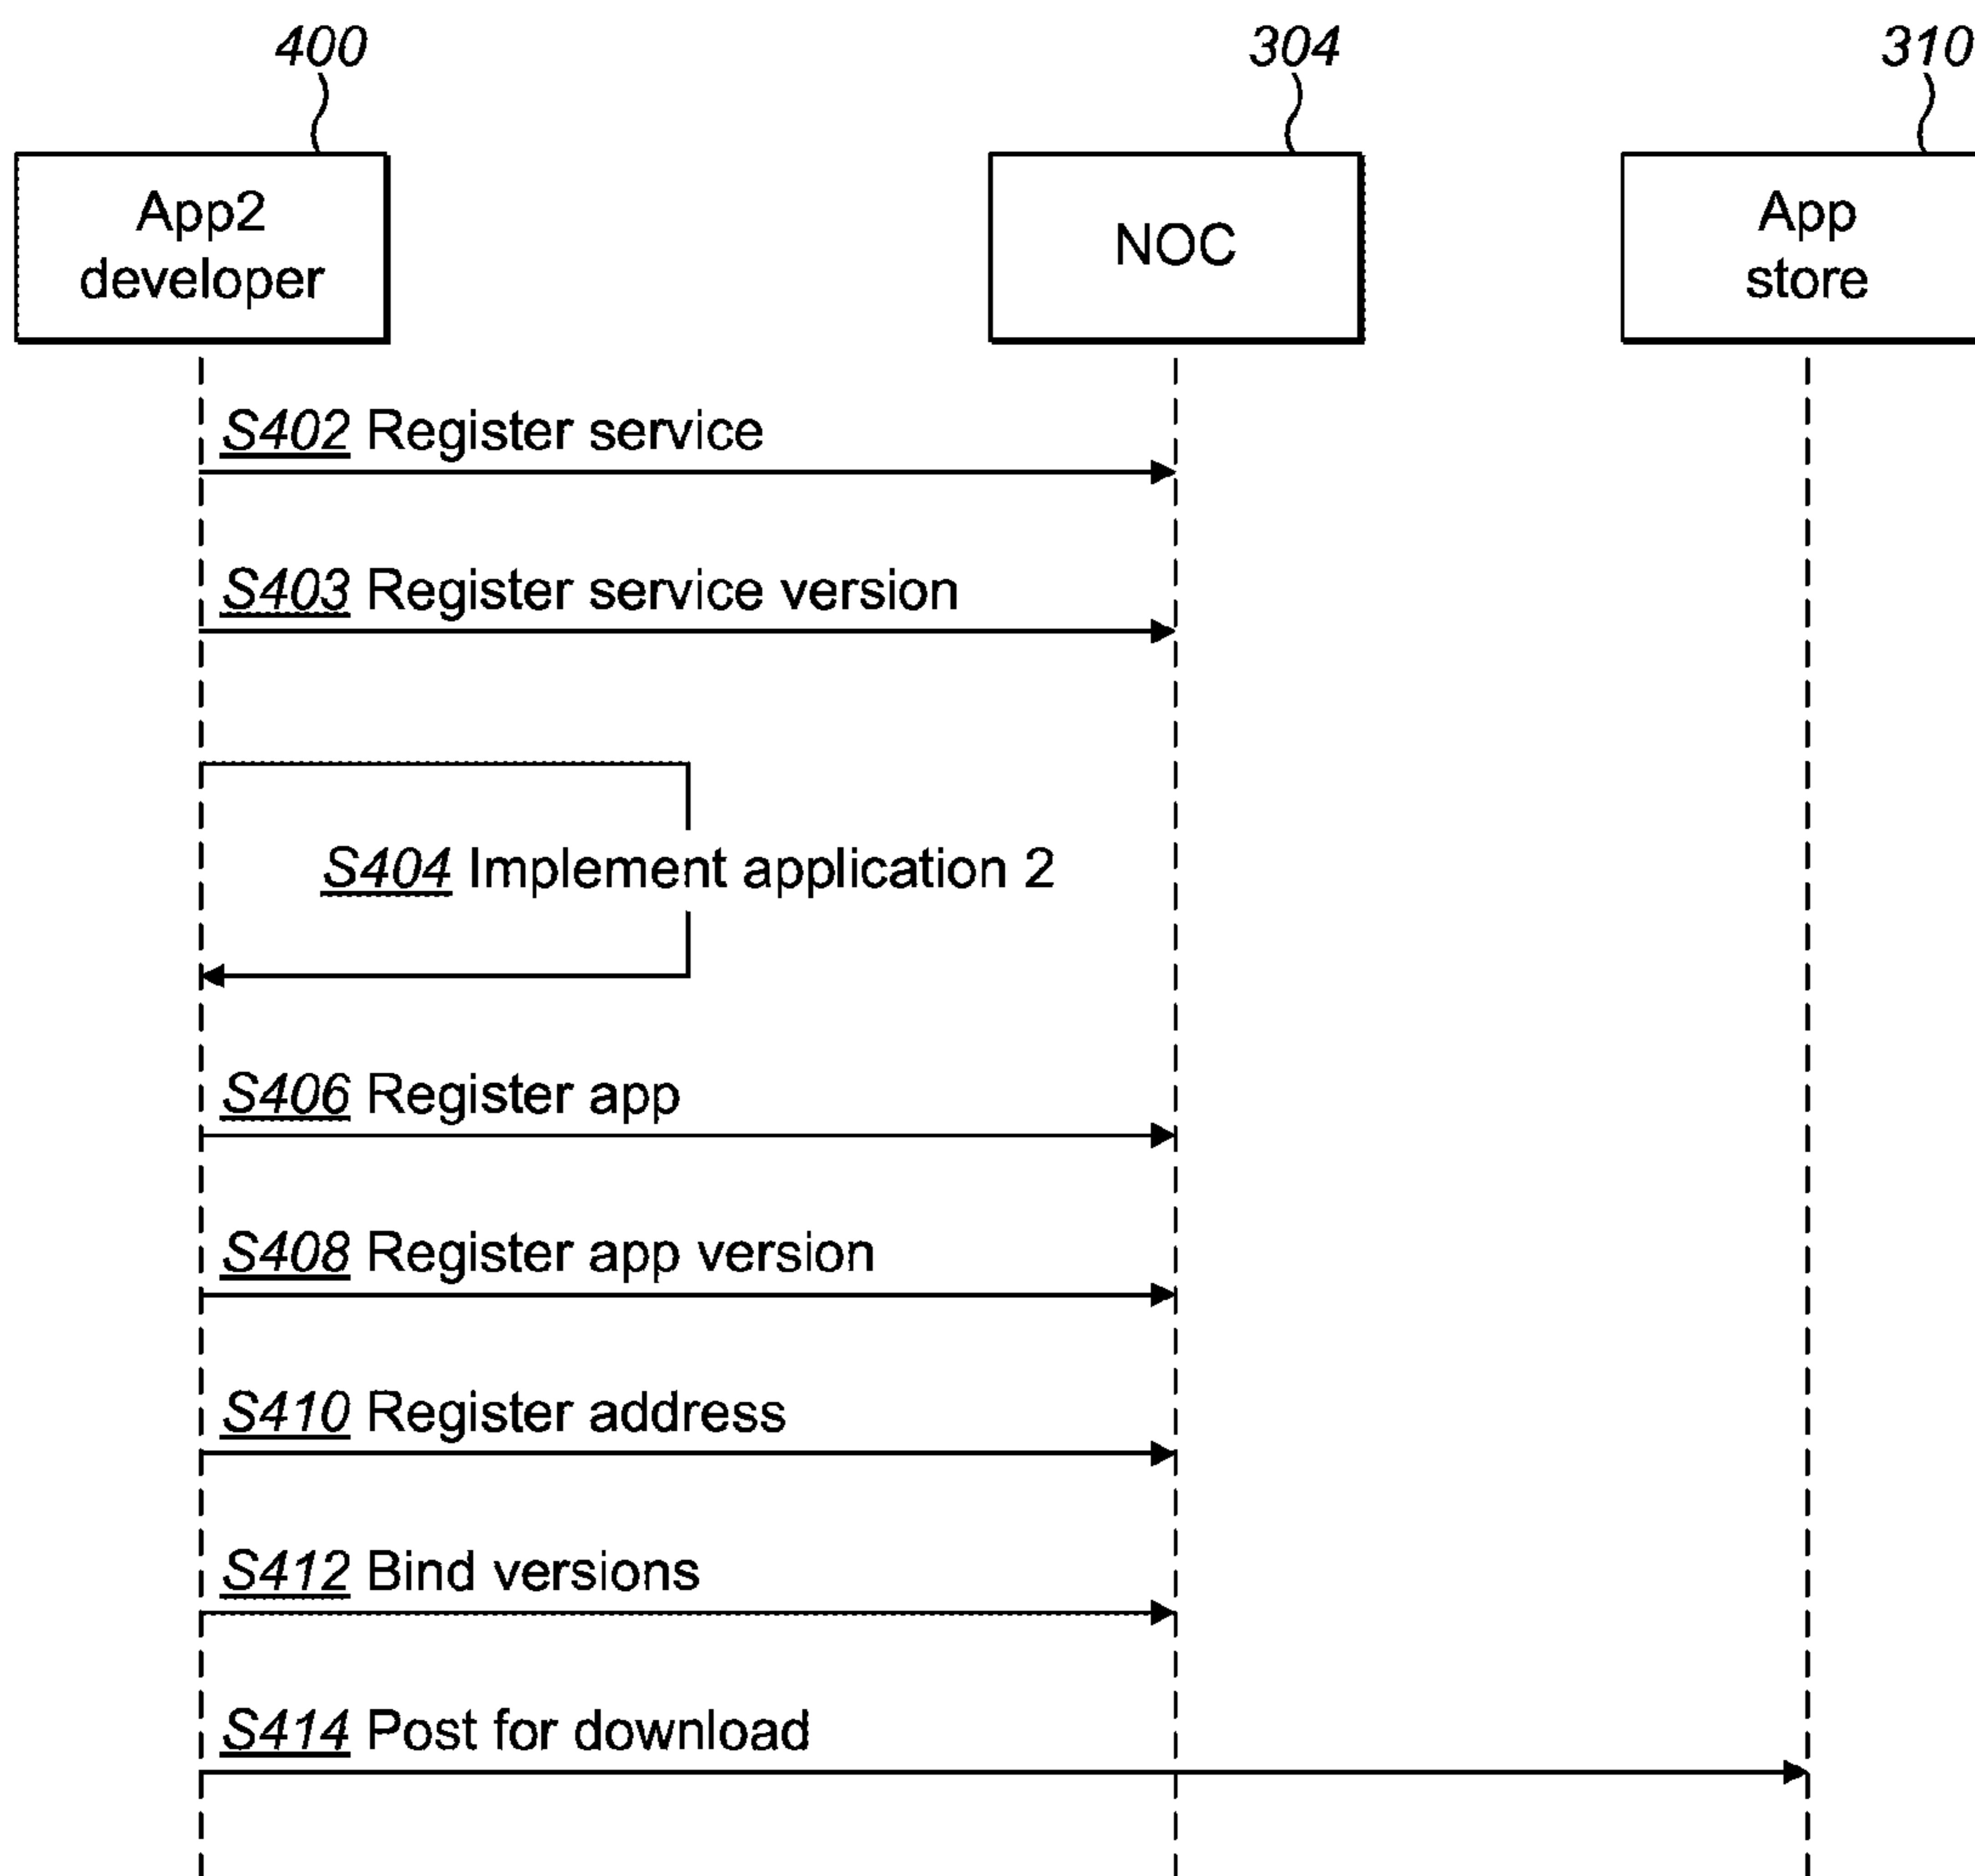 400
304
310
App2
developer
NOC
App
store
S402 Register service
S403 Register service version
S404 Implement application 2
S406 Register app
S408 Register app version
S410 Register address
S412 Bind versions
S414 Post for download